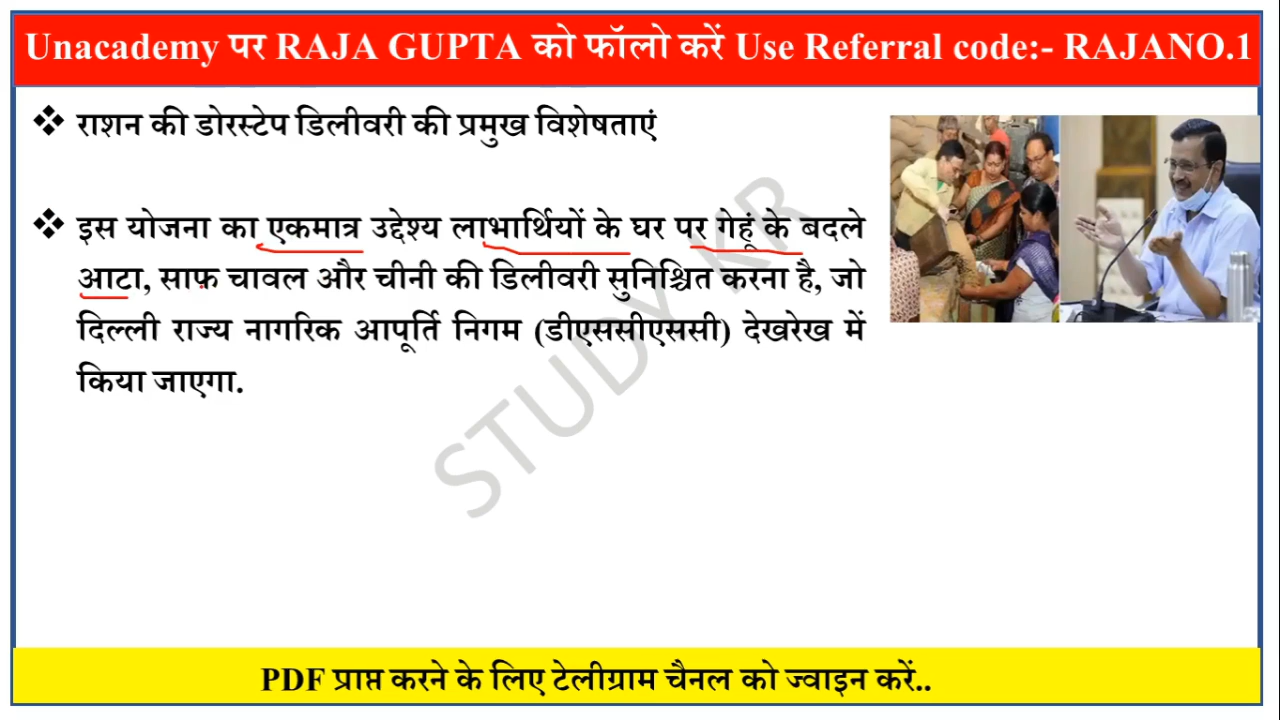 Unacademy पर RAJA GUPTA को फॉलो करें Use Referral code:- RAJANO.1
❖ राशन की डोरस्टेप डिलीवरी की प्रमुख विशेषताएं
❖ इस योजना का एकमात्र उद्देश्य लाभार्थियों के घर पर गेहूं के बदले
आटा, साफ़ चावल और चीनी की डिलीवरी सुनिश्चित करना है, जो
दिल्ली राज्य नागरिक आपूर्ति निगम (डीएससीएससी) देखरेख में
किया जाएगा.
STUDY KR
PDF प्राप्त करने के लिए टेलीग्राम चैनल को ज्वाइन करें..